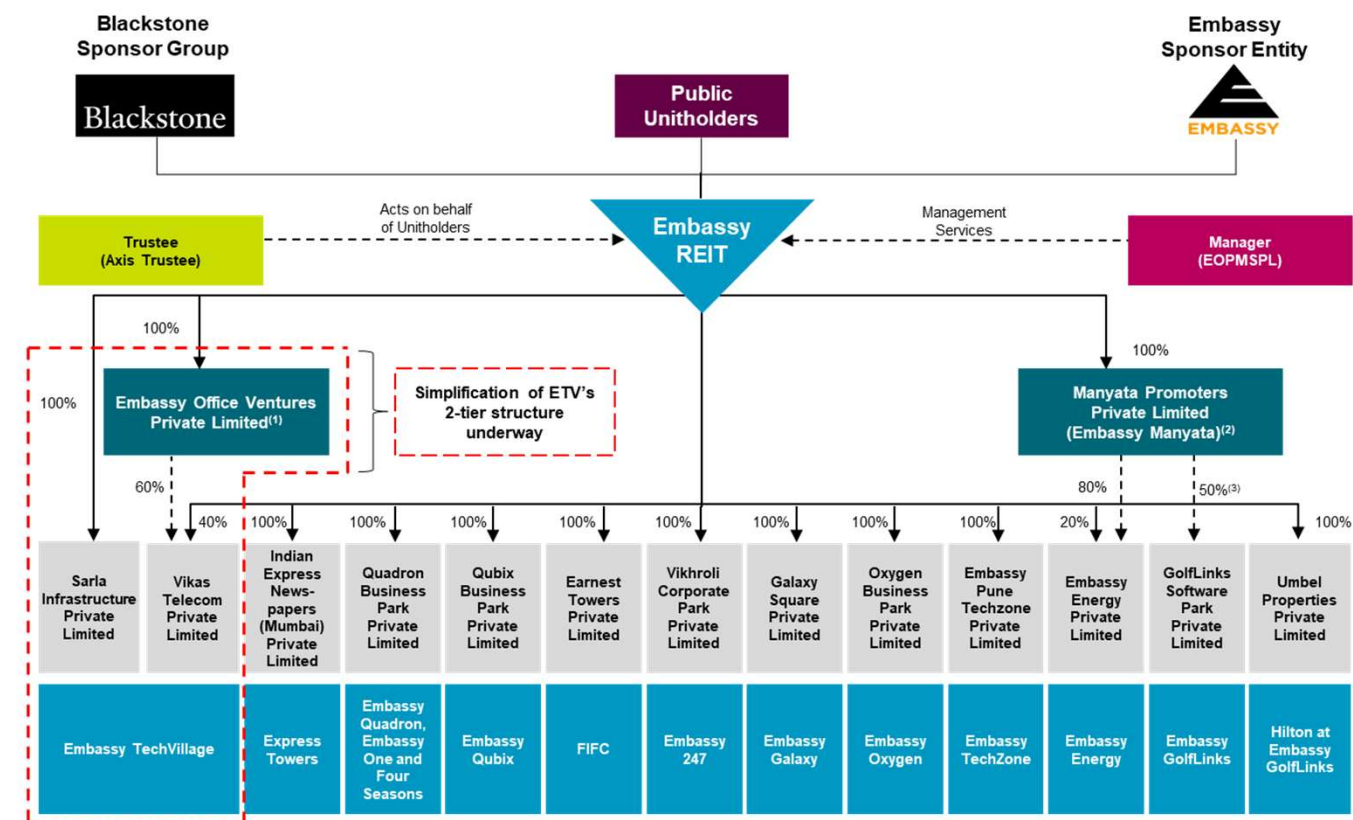 Blackstone
Sponsor Group
Blackstone
Public
Unitholders
Embassy
Sponsor Entity
EMBASSY
Acts on behalf
of Unitholders
Embassy
REIT
Management
Services
Trustee
(Axis Trustee)
Manager
(EOPMSPL)
100%
100%
100%
Embassy Office Ventures
Private Limited(1)
Simplification of ETV's
2-tier structure
underway
Manyata Promoters
Private Limited
(Embassy Manyata)(2)
60%
40%
100%
100%
100%
100%
100%
100%
100%
100%
20%
80%
50%(3)
100%
Sarla
Infrastructure
Private
Limited
Vikas
Telecom
Private
Limited
Indian
Express
News-
papers
(Mumbai)
Private
Limited
Quadron
Business
Park
Private
Limited
Qubix
Business
Park
Private
Limited
Earnest
Towers
Private
Limited
Vikhroli
Corporate
Park
Private
Limited
Galaxy
Square
Private
Limited
Oxygen
Business
Park
Private
Limited
Embassy
Pune
Techzone
Private
Limited
Embassy
Energy
Private
Limited
GolfLinks
Software
Park
Private
Limited
Umbel
Properties
Private
Limited
Embassy TechVillage
Express
Towers
Embassy
Quadron,
Embassy
One and
Four
Seasons
Embassy
Qubix
FIFC
Embassy
247
Embassy
Galaxy
Embassy
Oxygen
Embassy
TechZone
Embassy
Energy
Embassy
GolfLinks
Hilton at
Embassy
GolfLinks